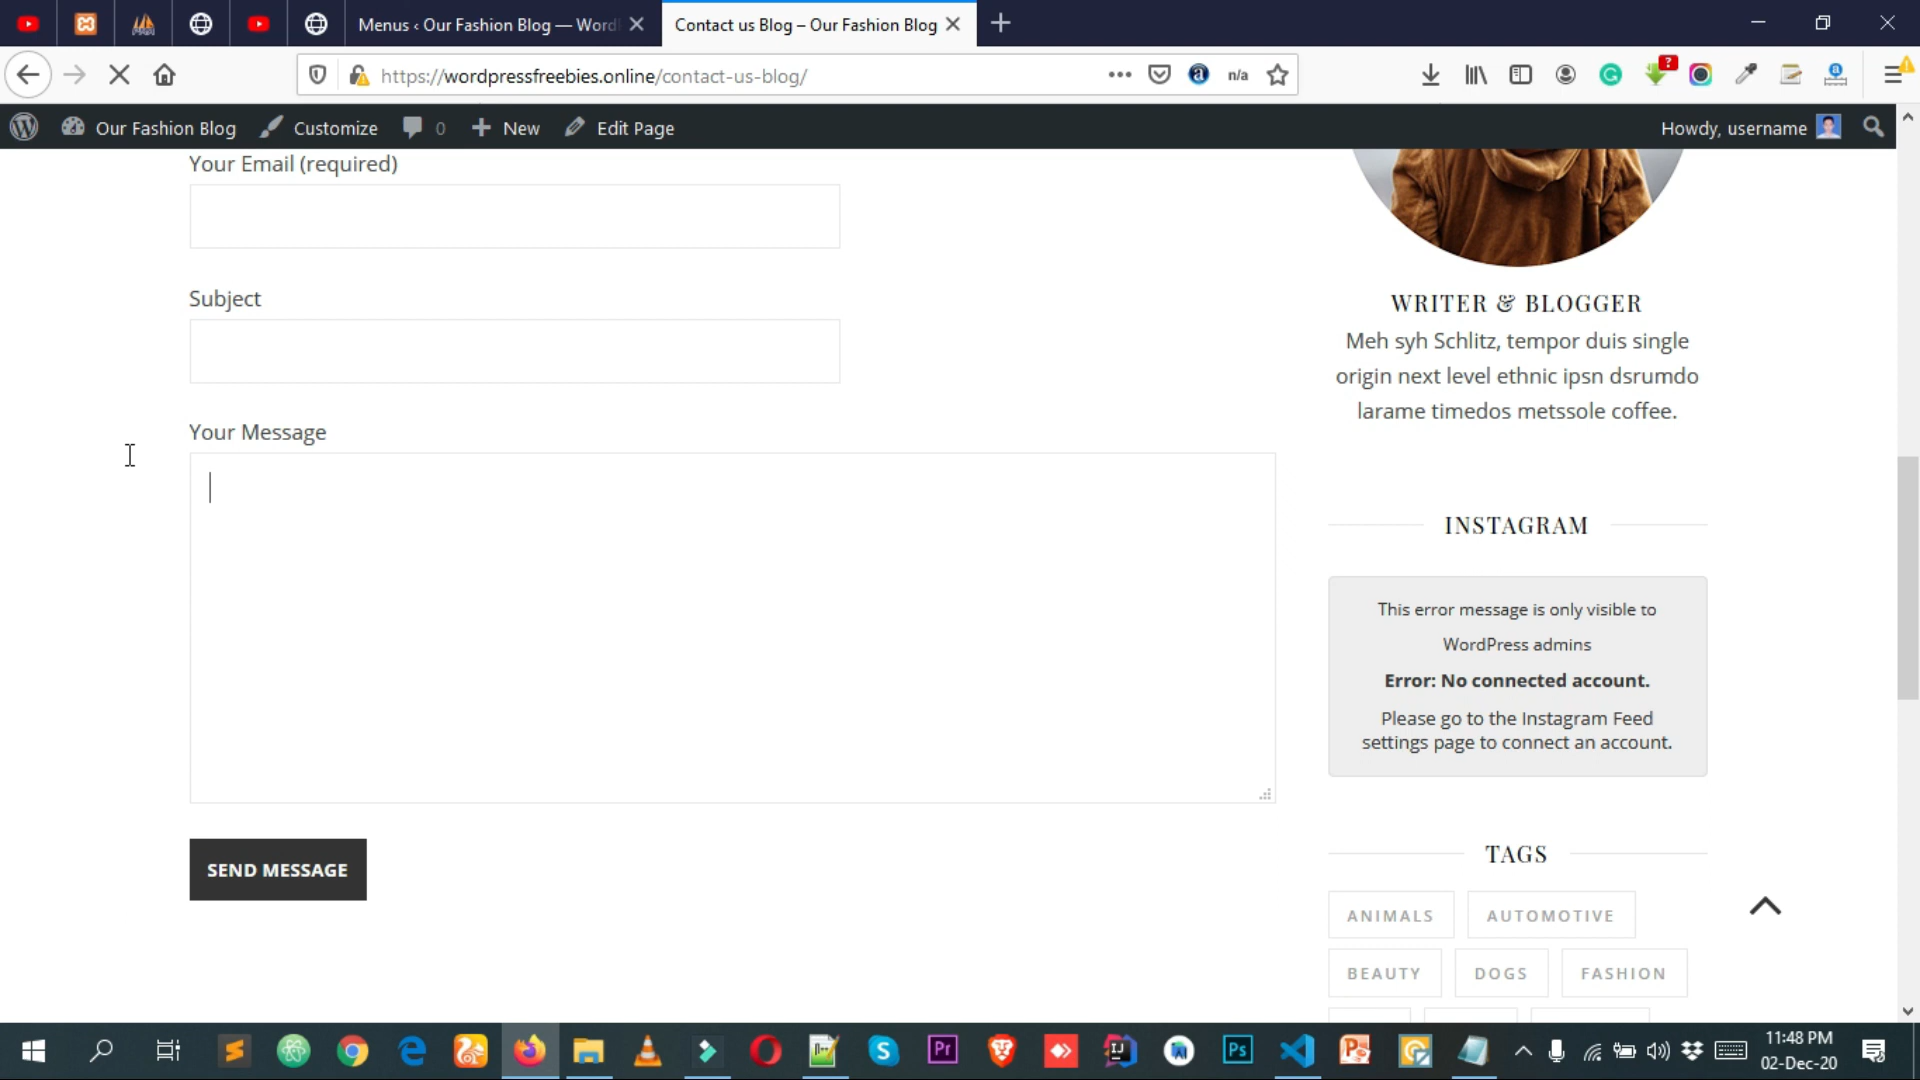 Menus ‹ Our Fashion Blog — Word
Contact us Blog – Our Fashion Blog
https://wordpressfreebies.online/contact-us-blog/
n/a
?
Our Fashion Blog
Customize
0
New
Edit Page
Howdy, username
Your Email (required)
Subject
Your Message
SEND MESSAGE
WRITER & BLOGGER
Meh syh Schlitz, tempor duis single
origin next level ethnic ipsn dsrumdo
larame timedos metssole coffee.
INSTAGRAM
This error message is only visible to
WordPress admins
Error: No connected account.
Please go to the Instagram Feed
settings page to connect an account.
TAGS
ANIMALS
AUTOMOTIVE
BEAUTY
DOGS
FASHION
11:48 PM
02-Dec-20